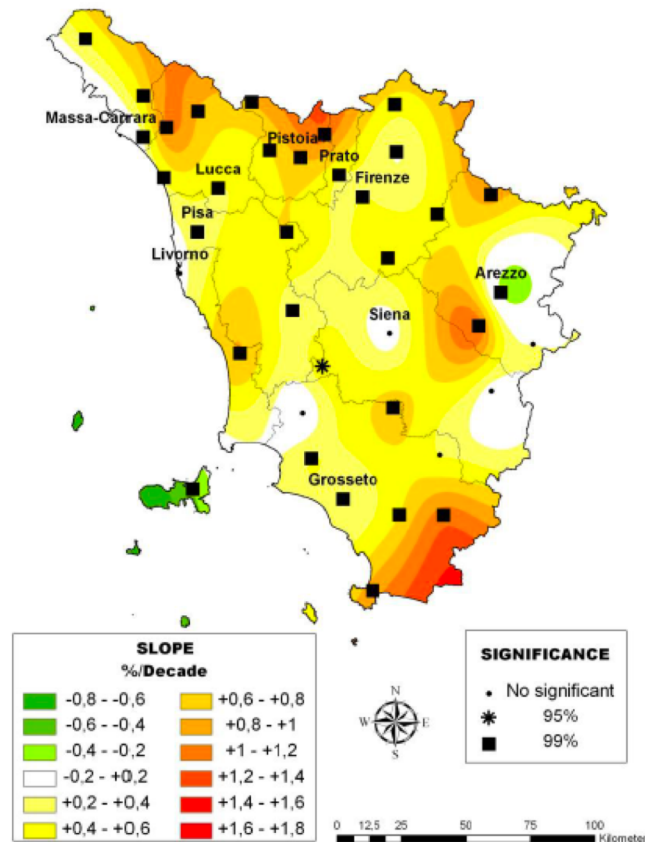 Massa-Carrara
Pistoia
Prato
Lucca
Firenze
Pisa
Livorno
Arezzo
Siena
Grosseto
SLOPE
%/Decade
-0,8 - -0,6
-0,6 - -0,4
-0,4 - -0,2
-0,2 - +0,2
+0,2 - +0,4
+0,4 - +0,6
+0,6 - +0,8
+0,8 - +1
+1 - +1,2
+1,2 - +1,4
+1,4 - +1,6
+1,6 - +1,8
N
W E
S
SIGNIFICANCE
No significant
95%
99%
0 12,5 25 50 75 100
Kilometer